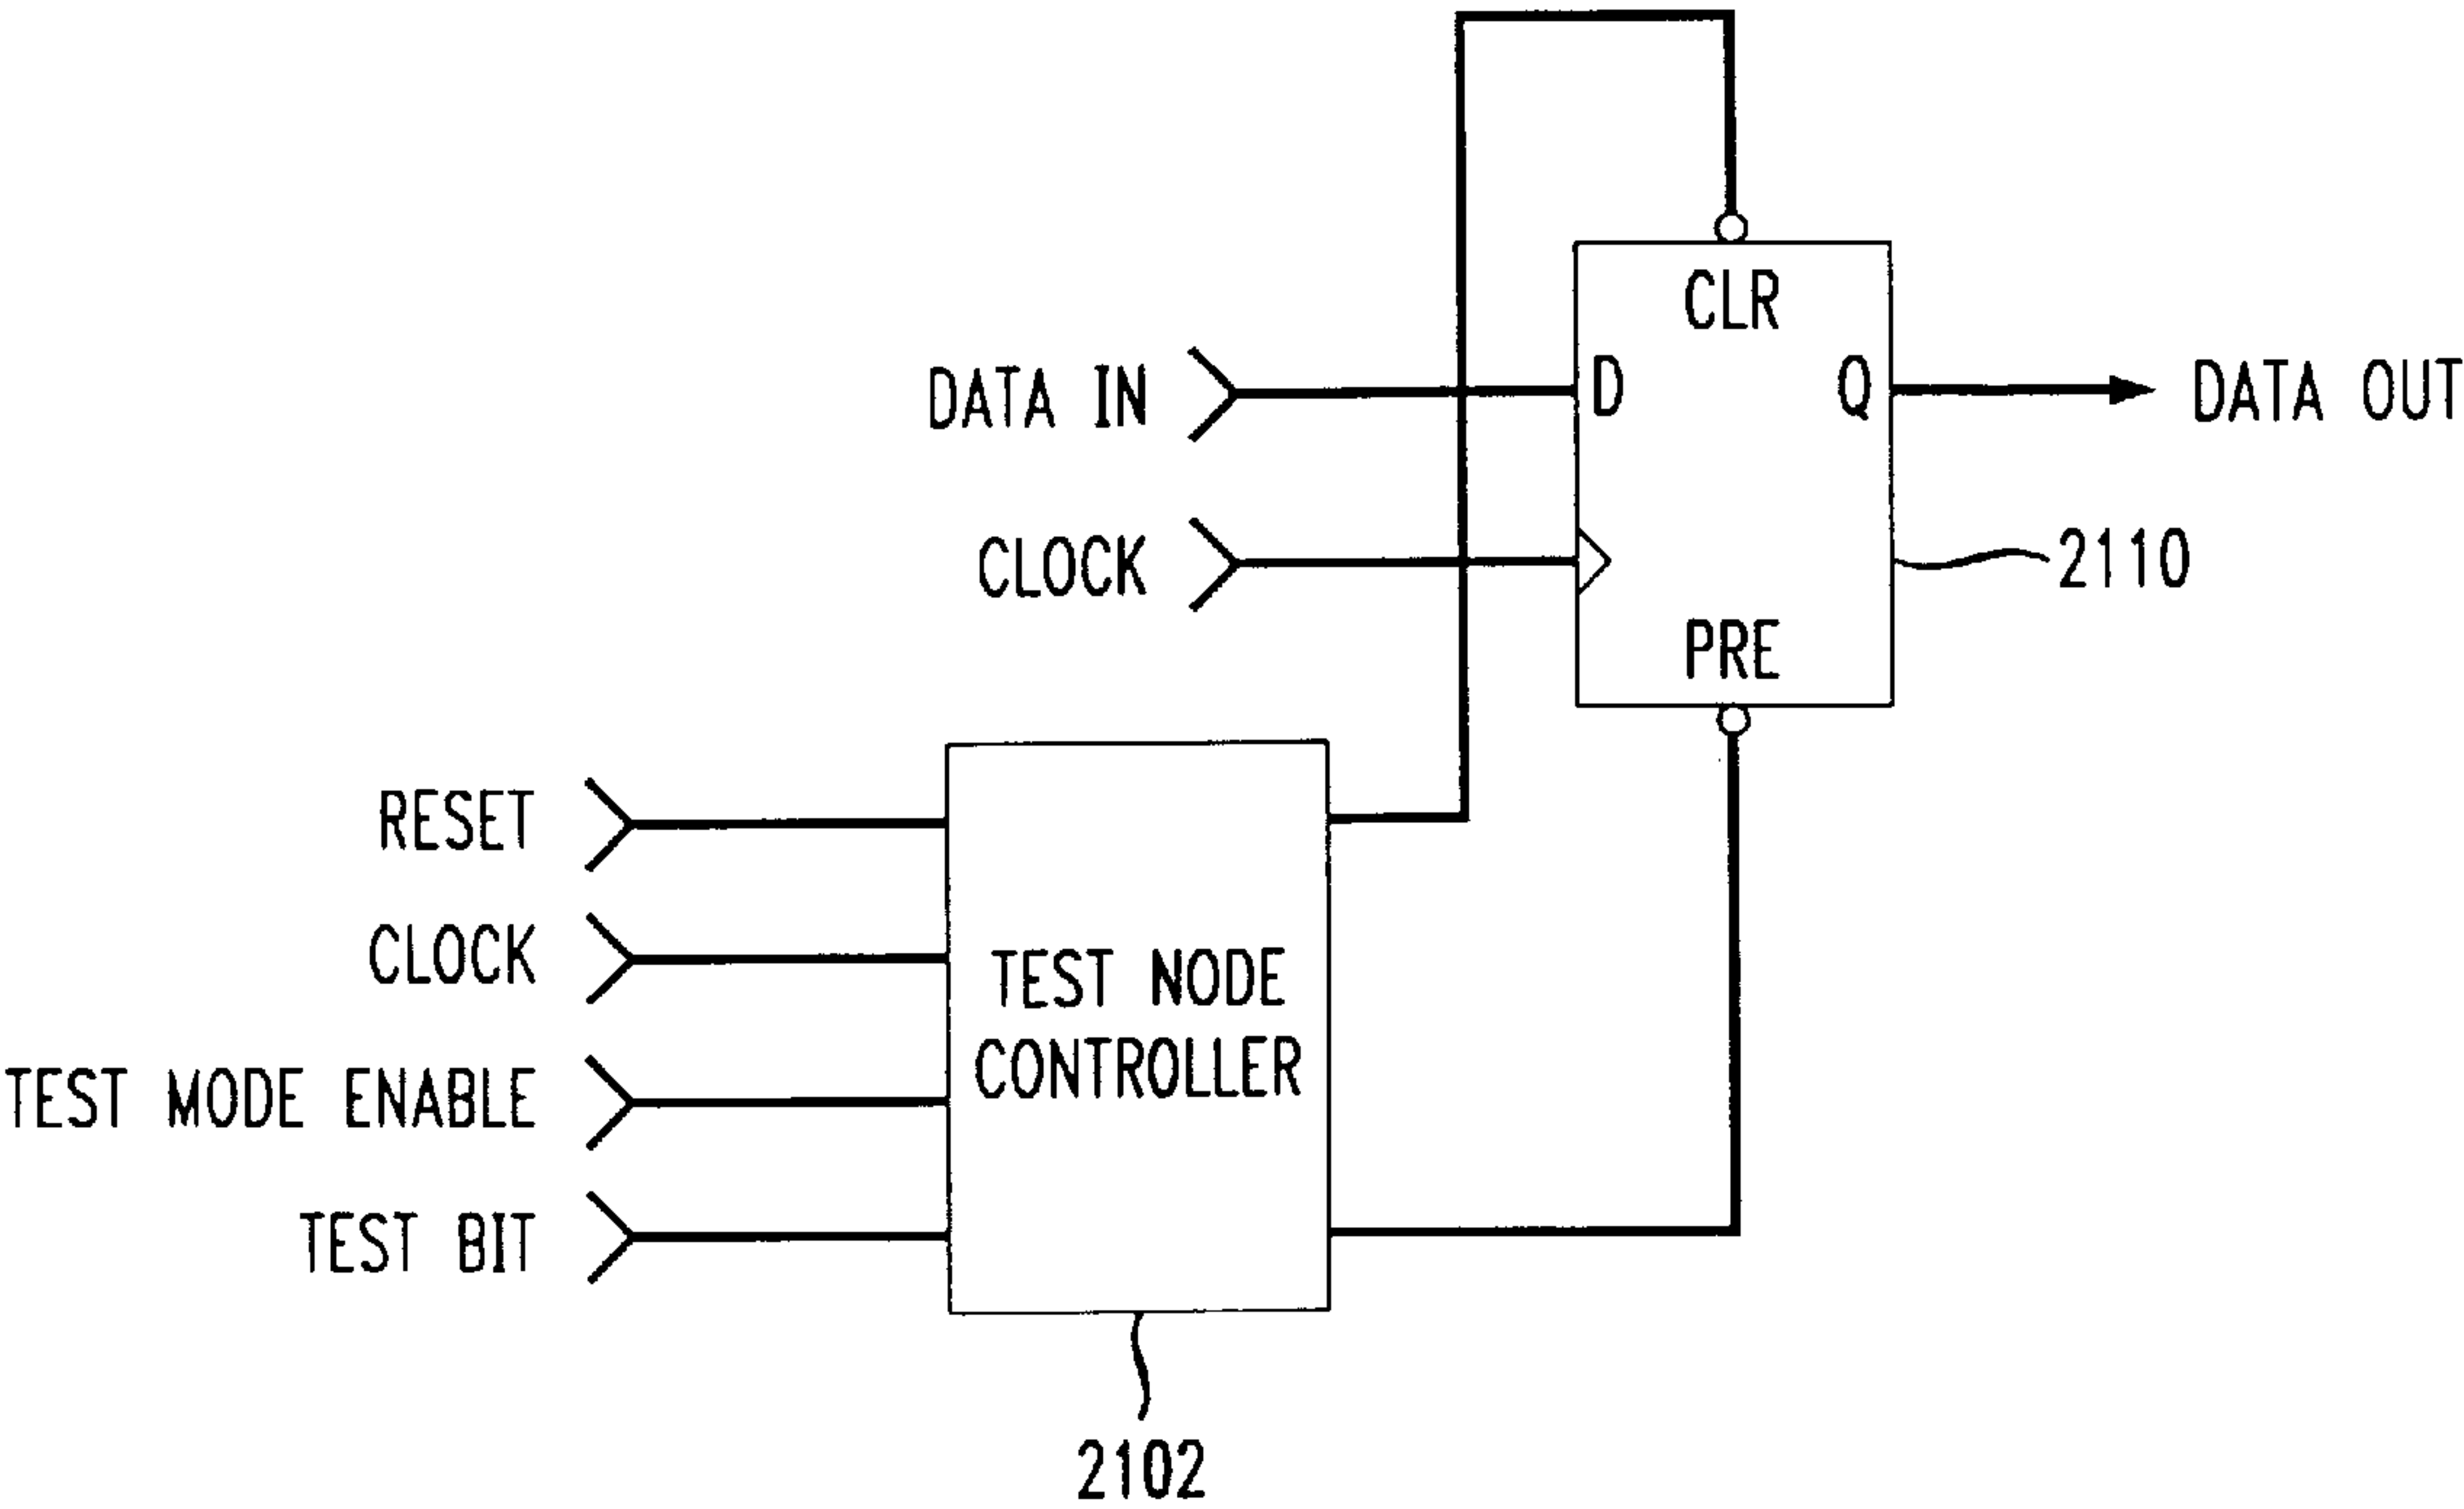 CLR
DATA IN
D
Q
DATA OUT
CLOCK
2110
PRE
RESET
CLOCK
TEST NODE
CONTROLLER
TEST MODE ENABLE
TEST BIT
2102